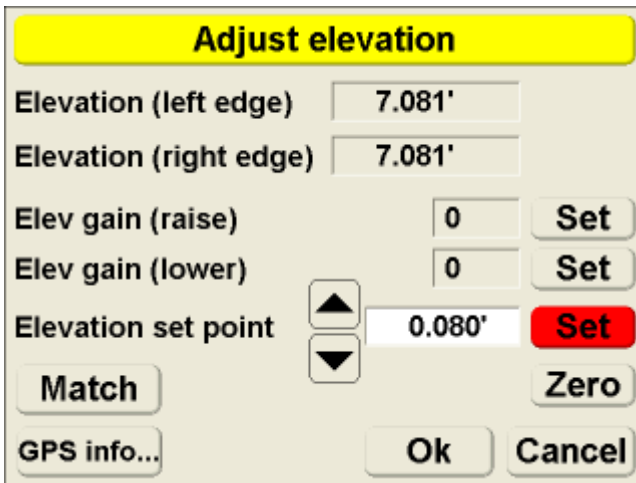 Adjust elevation
Elevation (left edge) 7.081'
Elevation (right edge) 7.081'
Elev gain (raise) 0 Set
Elev gain (lower) 0 Set
Elevation set point 0.080' Set
Match Zero
GPS info... Ok Cancel